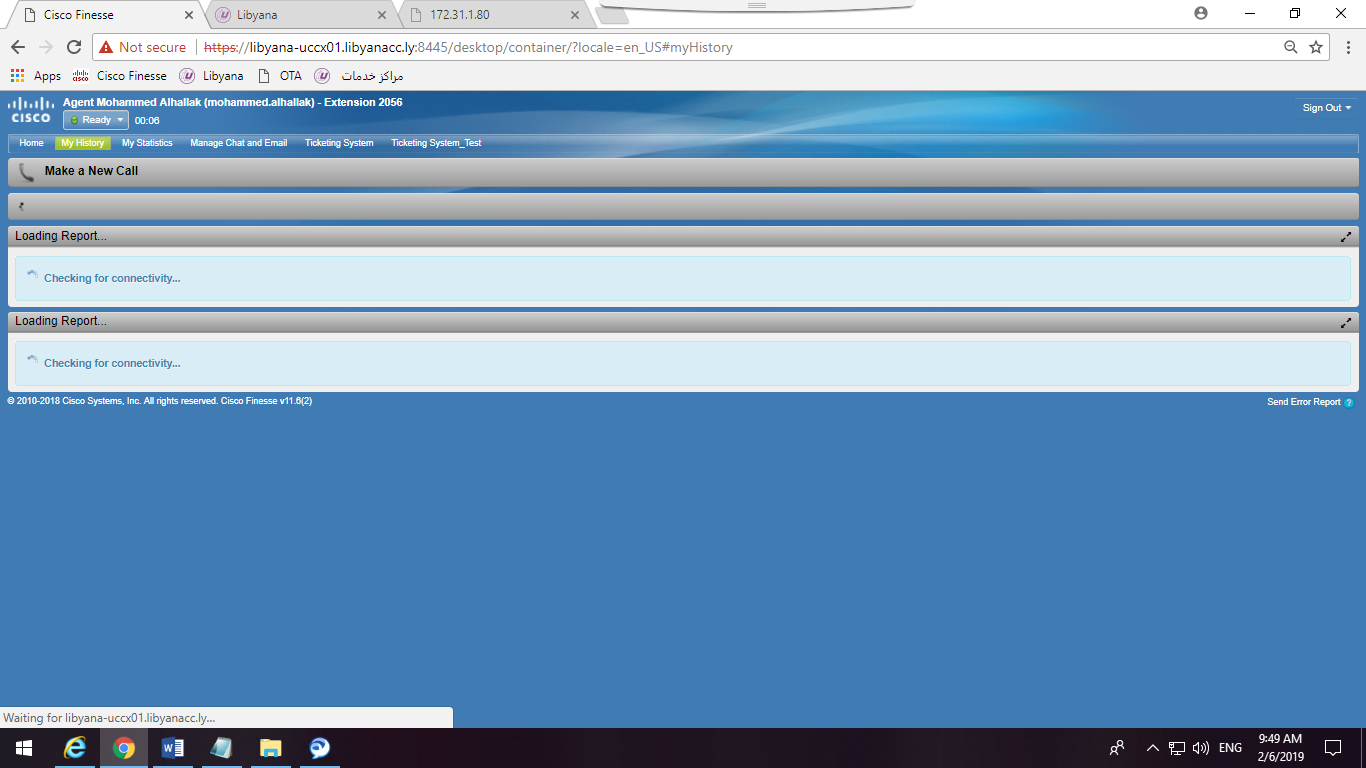 Cisco Finesse
Libyana
172.31.1.80
Not secure
https://libyana-uccx01.libyanacc.ly:8445/desktop/container/?locale=en_US#myHistory
Apps
Cisco Finesse
Libyana
OTA
مراكز خدمات
CISCO
Agent Mohammed Alhallak (mohammed.alhallak) - Extension 2056
Sign Out
Ready
00:06
Home
My History
My Statistics
Manage Chat and Email
Ticketing System
Ticketing System_Test
Make a New Call
Loading Report...
Checking for connectivity...
Loading Report...
Checking for connectivity...
© 2010-2018 Cisco Systems, Inc. All rights reserved. Cisco Finesse v11.6(2)
Send Error Report
Waiting for libyana-uccx01.libyanacc.ly...
ENG
9:49 AM
2/6/2019